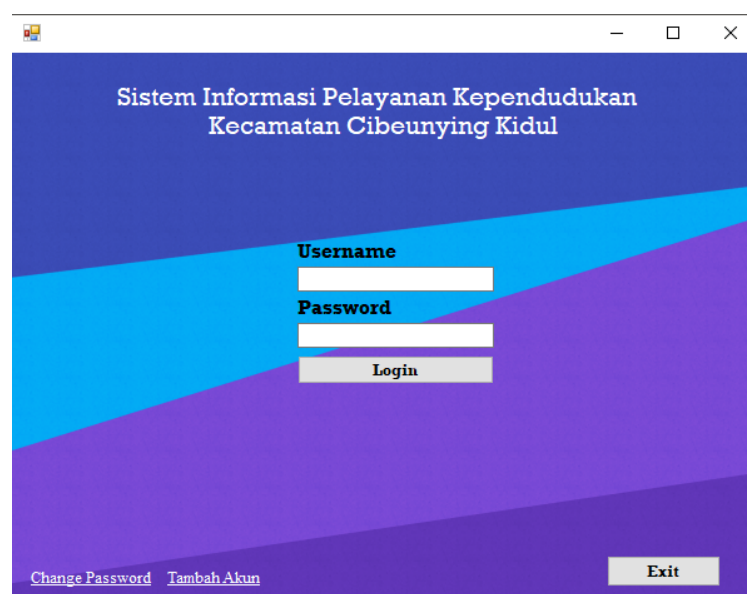 Sistem Informasi Pelayanan Kependudukan
Kecamatan Cibeunying Kidul
Username
Password
Login
Change Password Tambah Akun
Exit